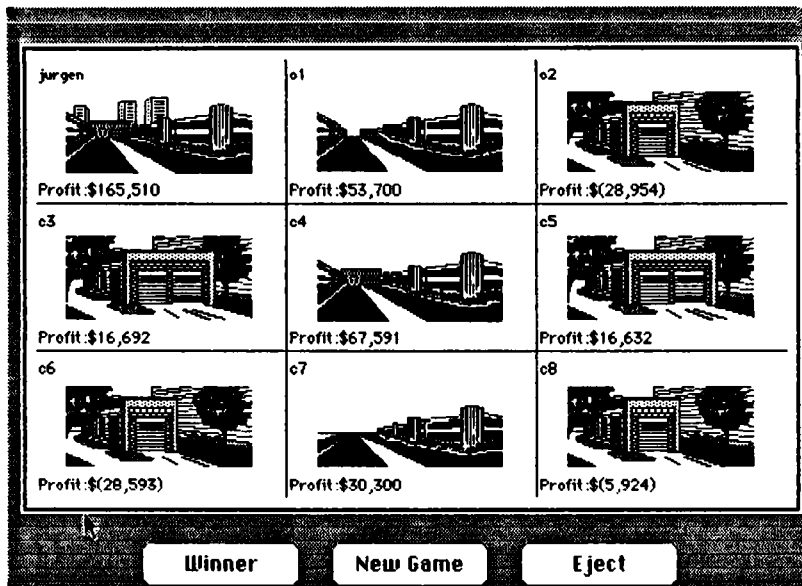 jurgen
c1
c2
Profit:$165,510
Profit:$53,700
Profit:$(28,954)
c3
c4
c5
Profit:$16,692
Profit:$67,591
Profit:$16,632
c6
c7
c8
Profit:$(28,593)
Profit:$30,300
Profit:$(5,924)
Winner
New Game
Eject